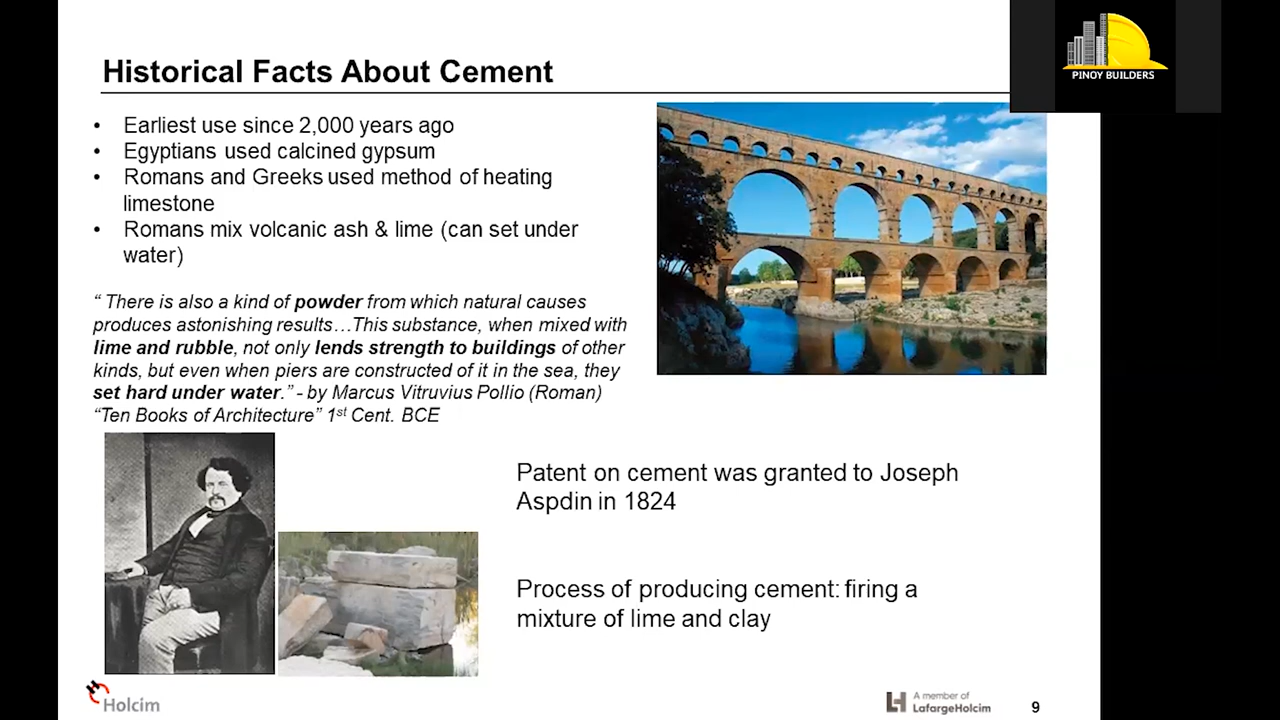 PINOY BUILDERS
Historical Facts About Cement
• Earliest use since 2,000 years ago
• Egyptians used calcined gypsum
• Romans and Greeks used method of heating
limestone
• Romans mix volcanic ash & lime (can set under
water)
“ There is also a kind of powder from which natural causes
produces astonishing results…This substance, when mixed with
lime and rubble, not only lends strength to buildings of other
kinds, but even when piers are constructed of it in the sea, they
set hard under water.” - by Marcus Vitruvius Pollio (Roman)
“Ten Books of Architecture” 1st Cent. BCE
Patent on cement was granted to Joseph
Aspdin in 1824
Process of producing cement: firing a
mixture of lime and clay
Holcim
A member of
LafargeHolcim
9